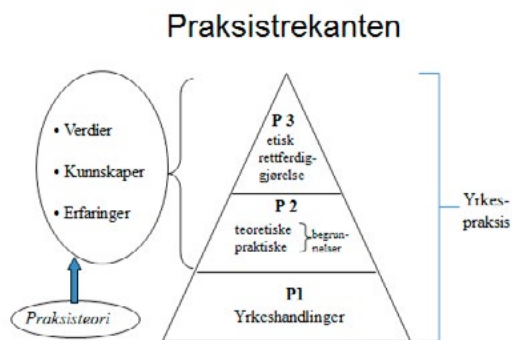 Praksistrekanten
• Verdier
• Kunnskaper
• Erfaringer
Praksisteori
P 3
etisk
rettferdig-
gjørelse
P 2
teoretiske
praktiske
begrun-
nelser
P1
Yrkeshandlinger
Yrkes-
praksis